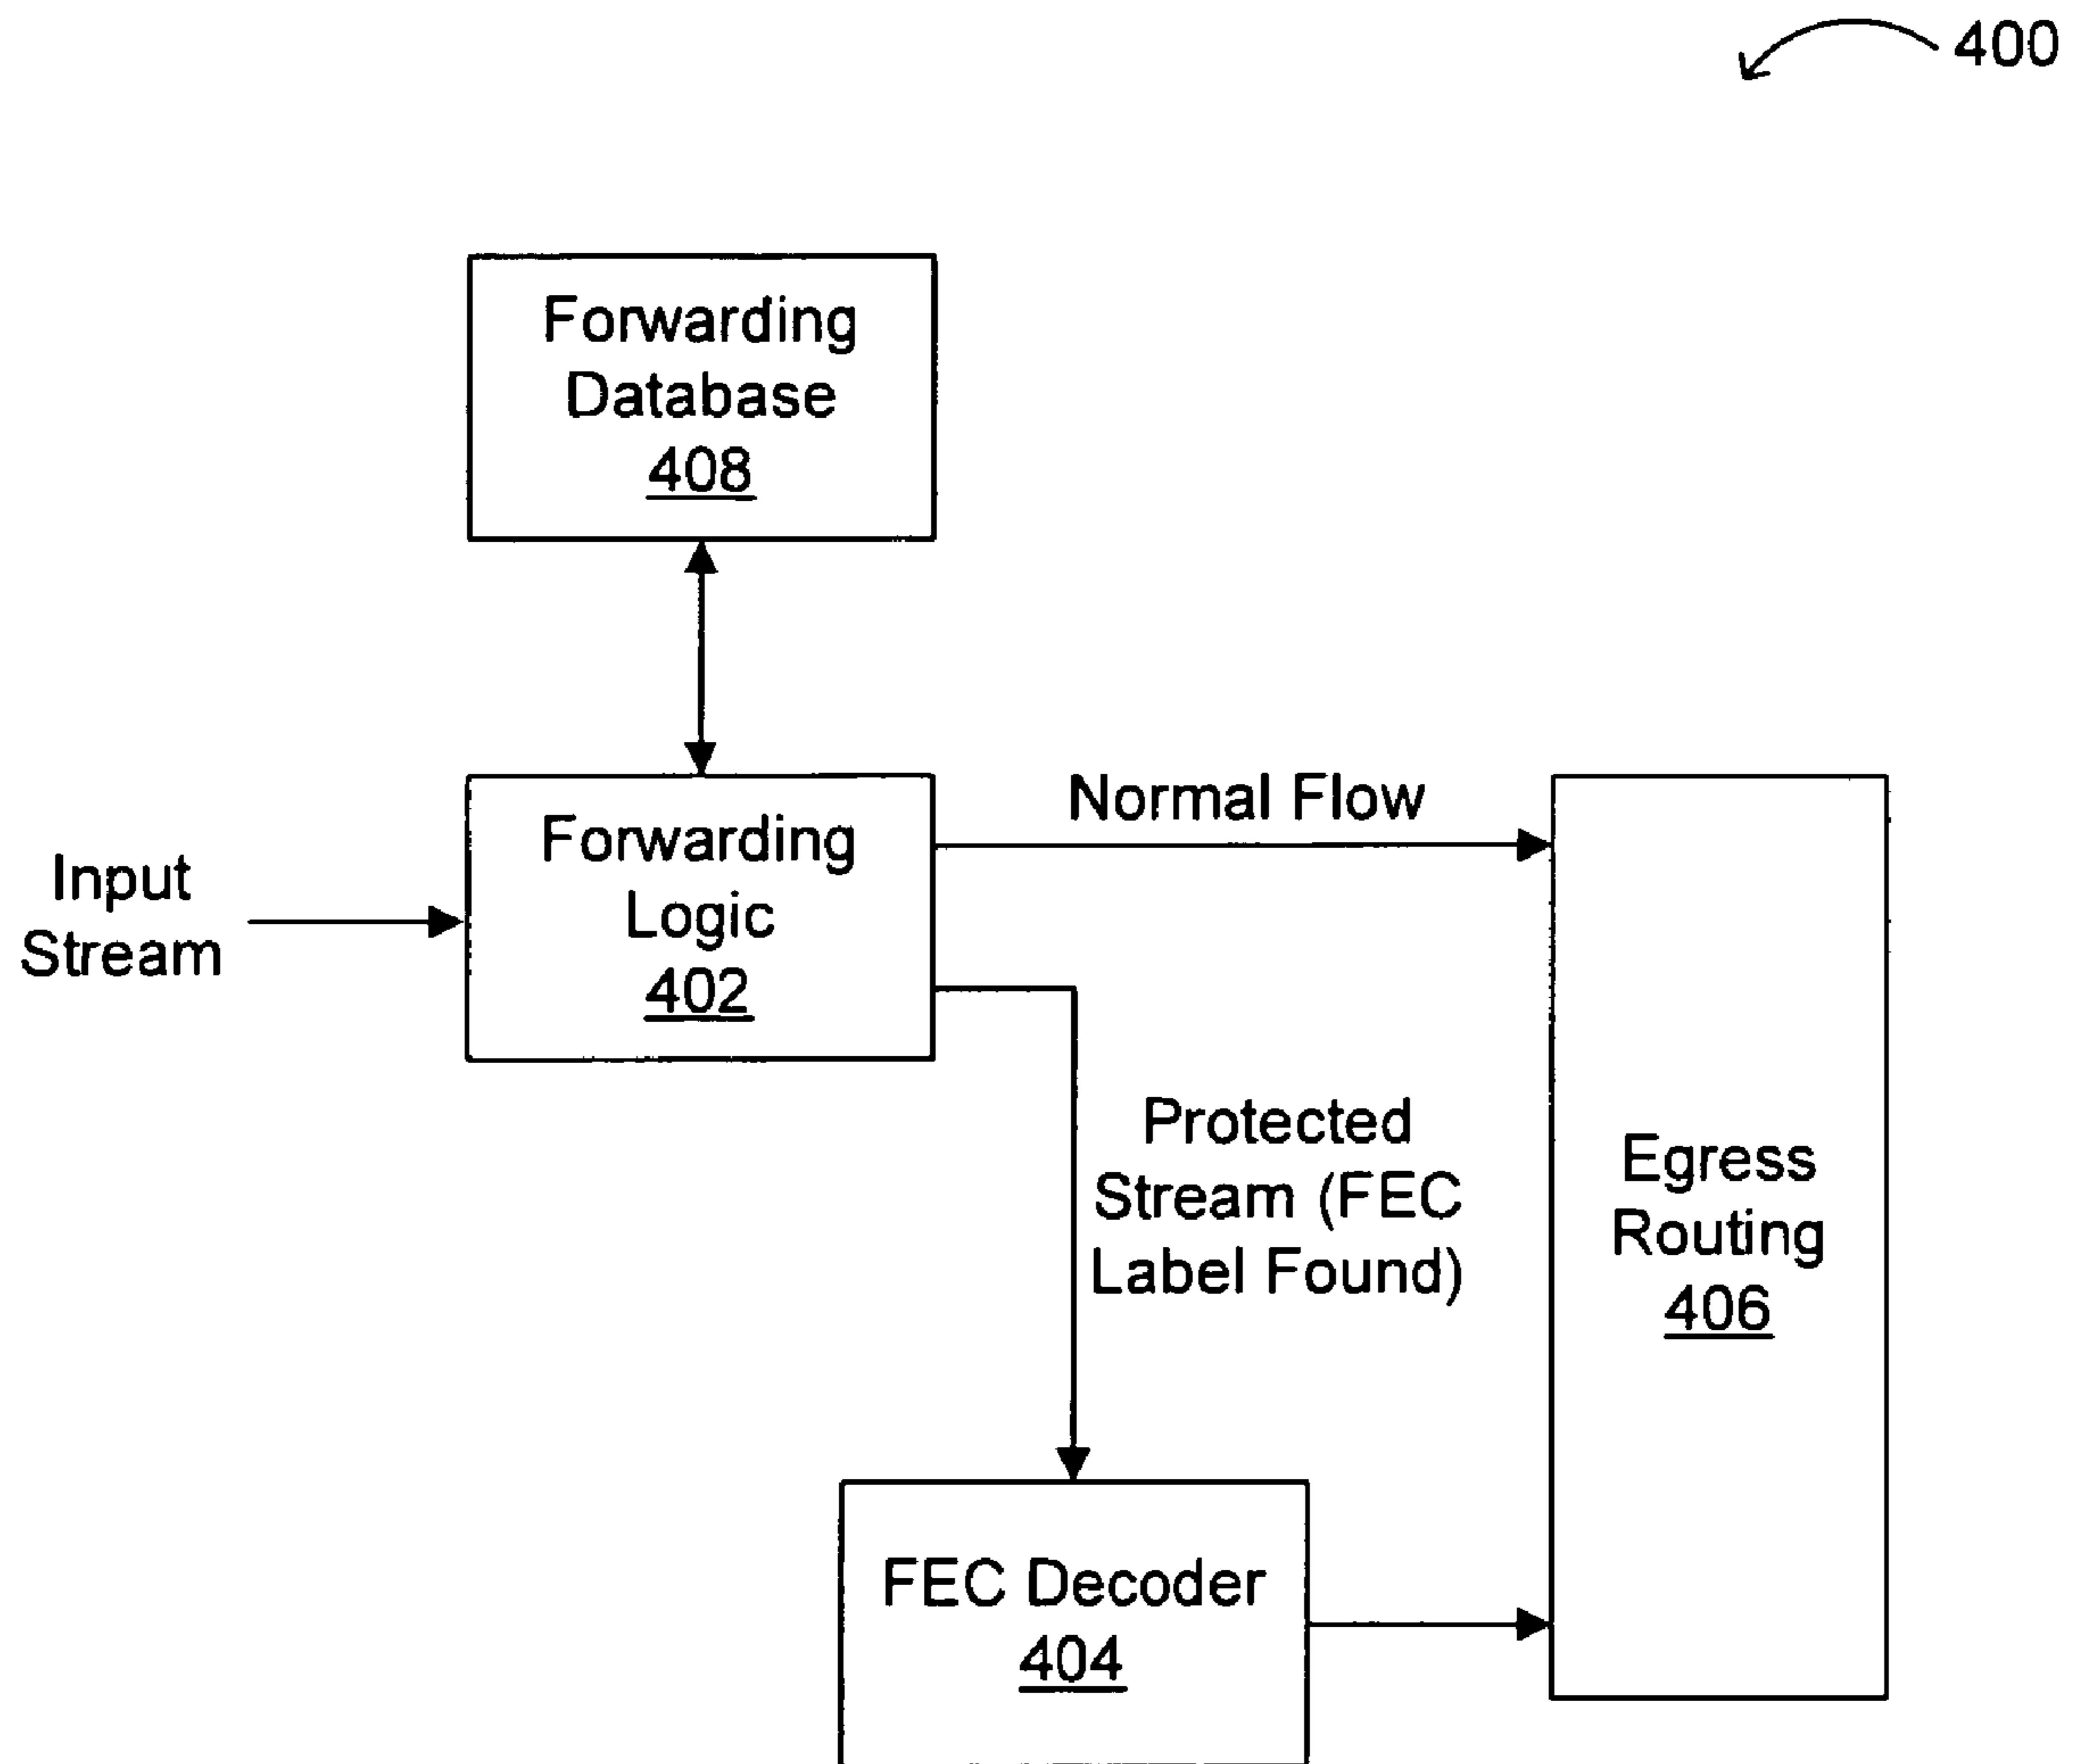 400
Forwarding
Database
408
Input
Stream
Forwarding
Logic
402
Normal Flow
Protected
Stream (FEC
Label Found)
Egress
Routing
406
FEC Decoder
404